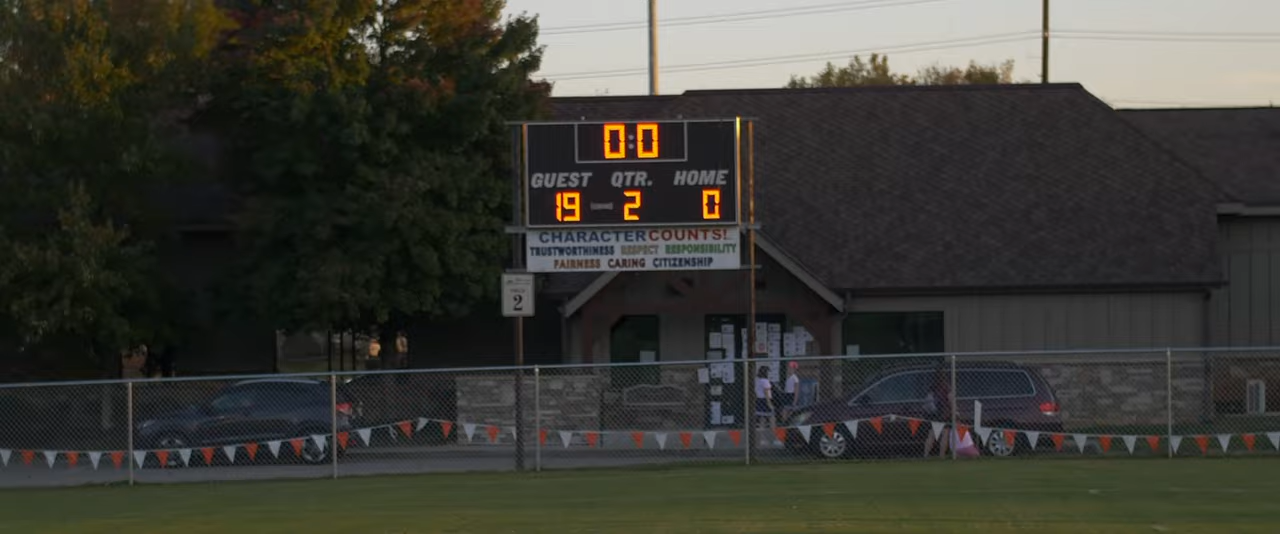 0:0
GUEST QTR. HOME
19 2 0
CHARACTER COUNTS!
TRUSTWORTHINESS RESPECT RESPONSIBILITY
FAIRNESS CARING CITIZENSHIP
2